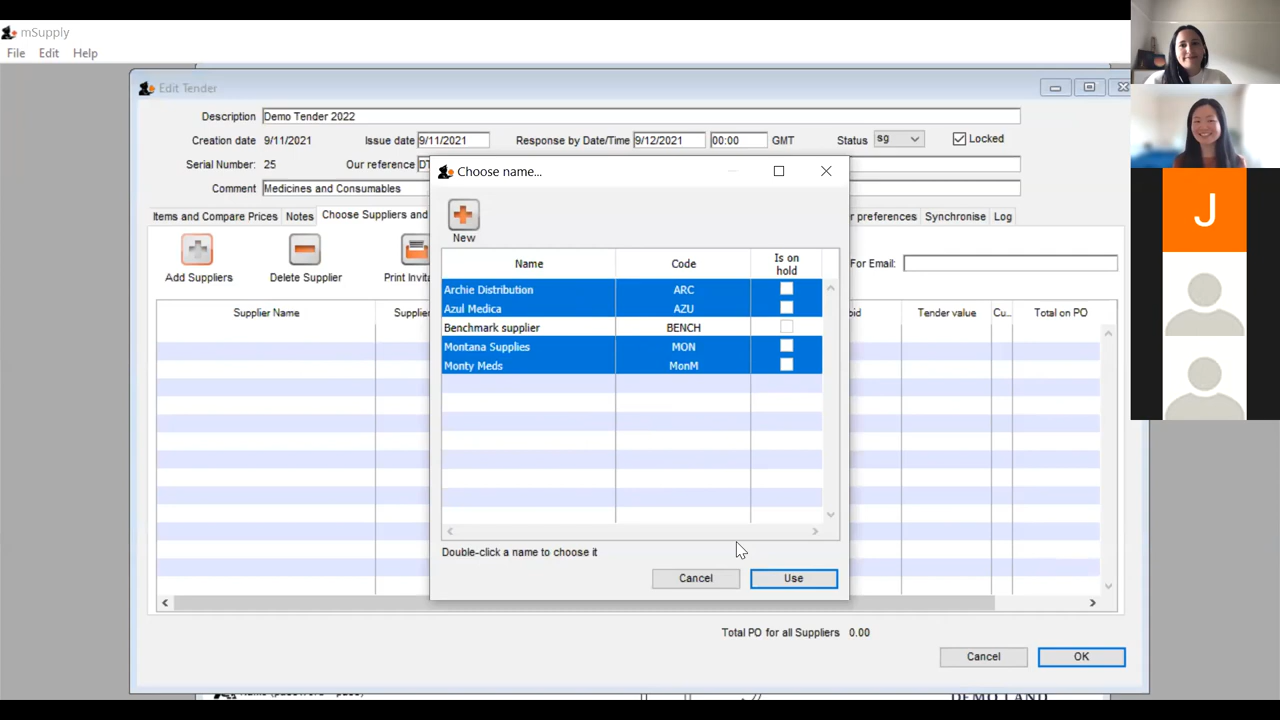 mSupply
File Edit Help
Edit Tender
Description Demo Tender 2022
Creation date 9/11/2021 Issue date 9/11/2021 Response by Date/Time 9/12/2021 00:00 GMT Status sg Locked
Serial Number: 25 Our reference
Comment Medicines and Consumables
Items and Compare Prices Notes Choose Suppliers and preferences Synchronise Log
Add Suppliers Delete Supplier Print For Email:
Supplier Name Tender value Cu... Total on PO
Choose name...
New
Name Code Is on hold
Archie Distribution ARC
Azul Medica AZU
Benchmark supplier BENCH
Montana Supplies MON
Monty Meds MonM
Double-click a name to choose it
Cancel Use
Total PO for all Suppliers 0.00
Cancel OK
J